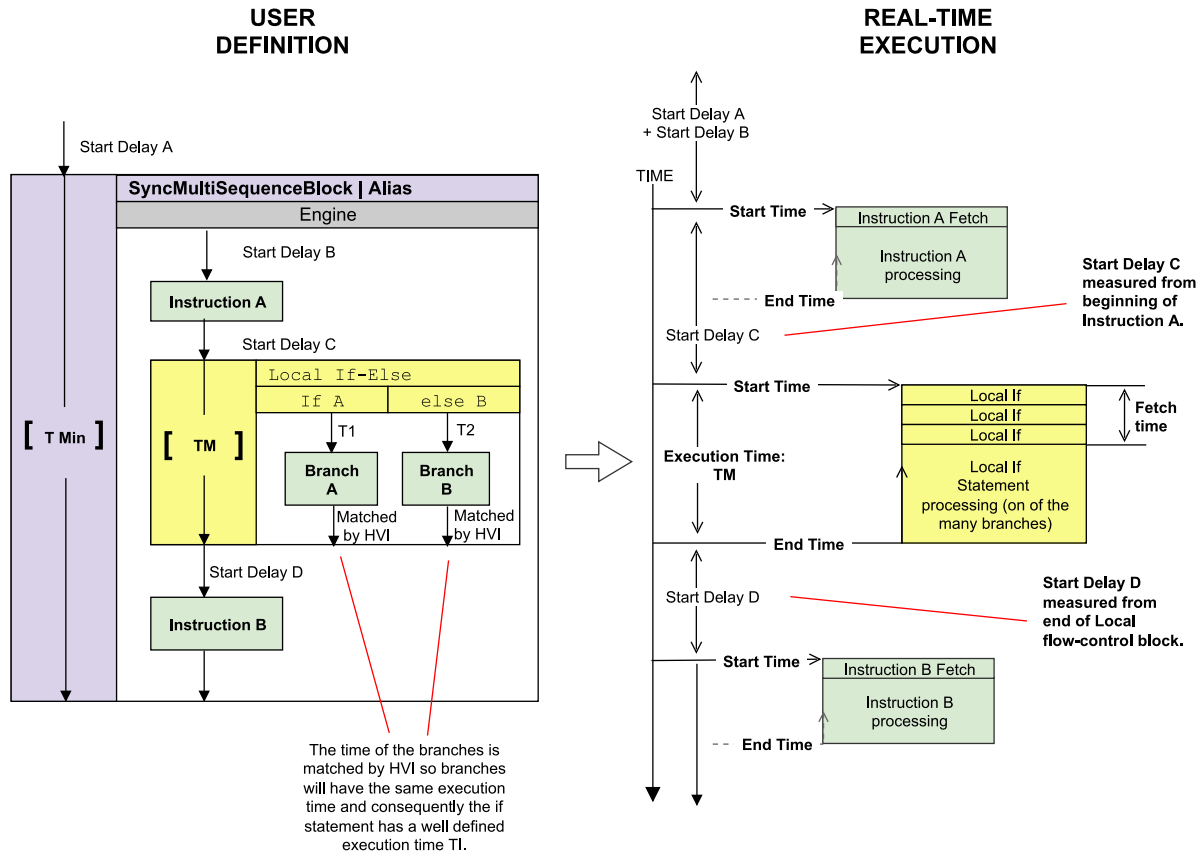 USER
DEFINITION
Start Delay A
SyncMultiSequenceBlock | Alias
Engine
Start Delay B
Instruction A
Start Delay C
Local If-Else
If A
else B
[ T Min ]
[ TM ]
T1
T2
Branch
A
Branch
B
Matched
by HVI
Matched
by HVI
Start Delay D
Instruction B
The time of the branches is
matched by HVI so branches
will have the same execution
time and consequently the if
statement has a well defined
execution time TI.
REAL-TIME
EXECUTION
Start Delay A
+ Start Delay B
TIME
Start Time
Instruction A Fetch
Instruction A
processing
End Time
Start Delay C
Start Delay C
measured from
beginning of
Instruction A.
Start Time
Local If
Local If
Local If
Fetch
time
Execution Time:
TM
Local If
Statement
processing (on of the
many branches)
End Time
Start Delay D
Start Delay D
measured from
end of Local
flow-control block.
Start Time
Instruction B Fetch
Instruction B
processing
End Time